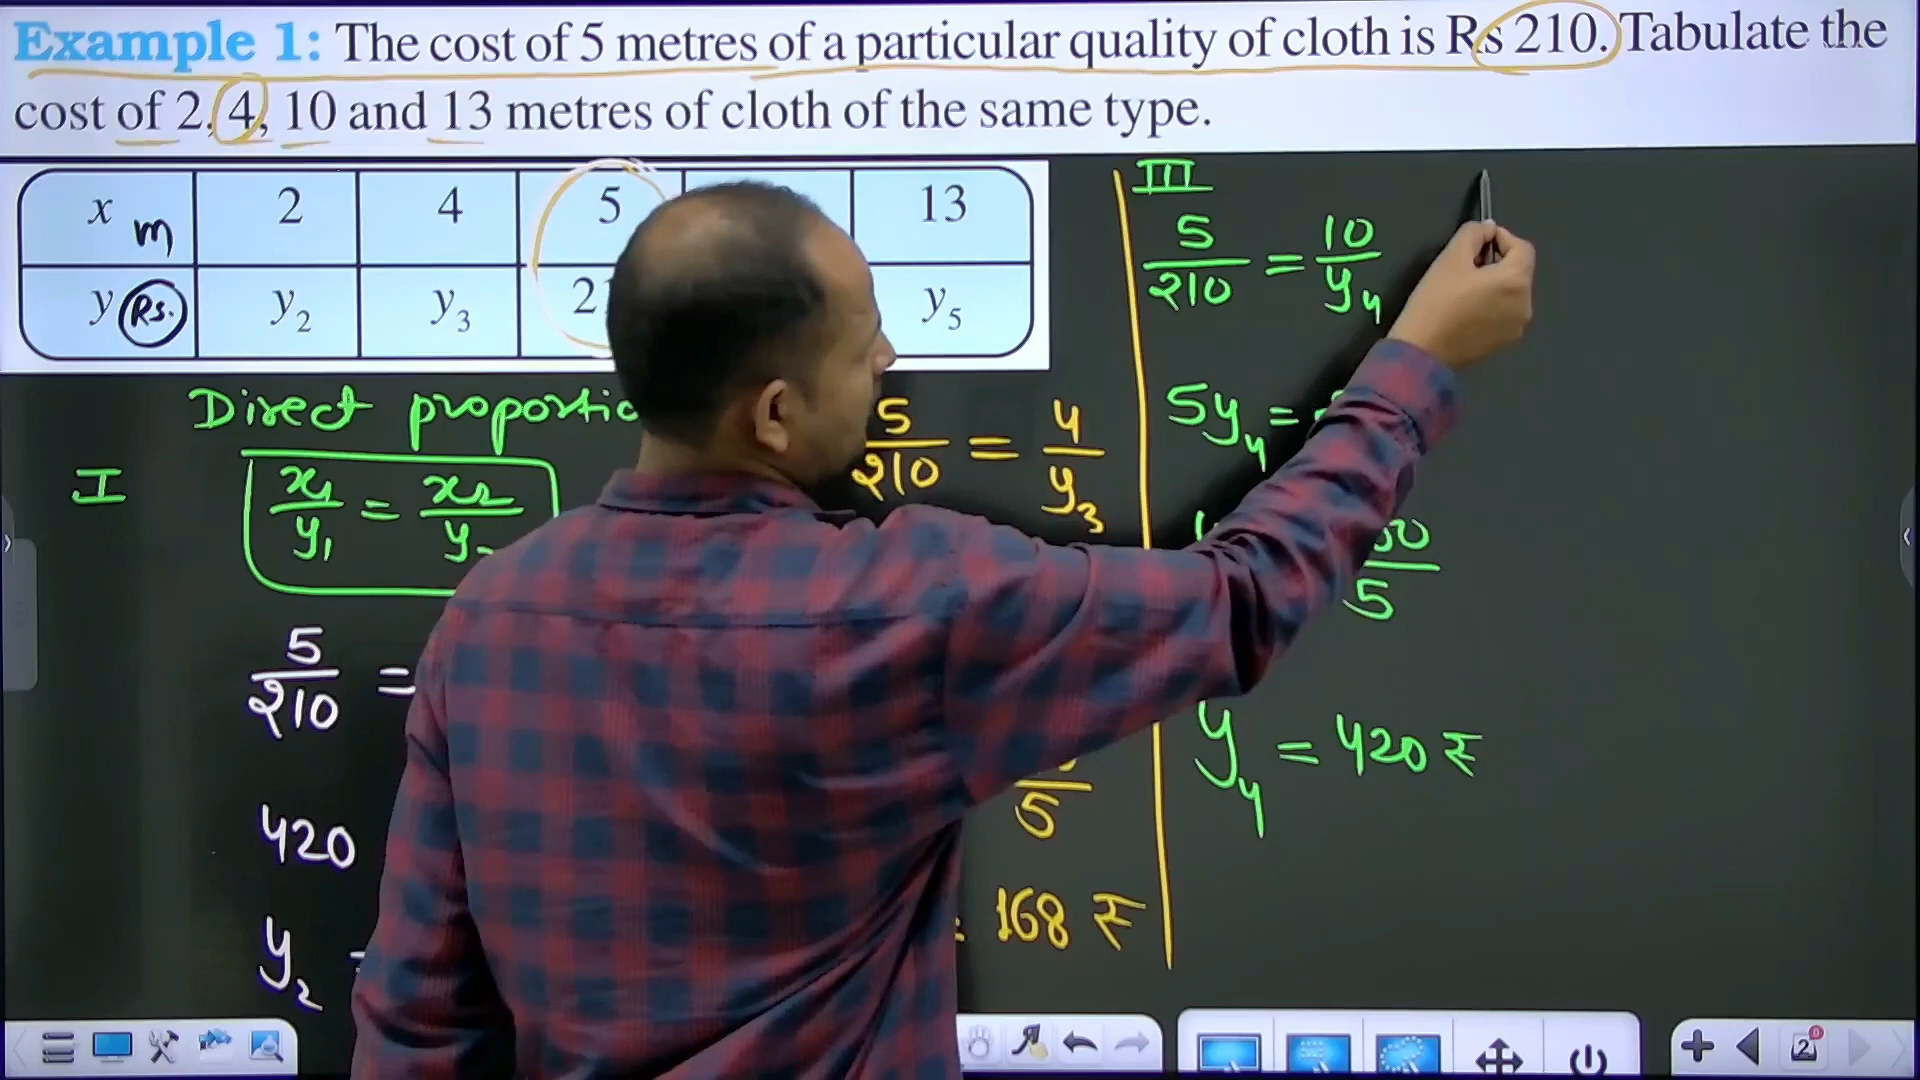 Example 1: The cost of 5 metres of a particular quality of cloth is Rs 210. Tabulate the
cost of 2, 4, 10 and 13 metres of cloth of the same type.
x m 2 4 5 13
y Rs. y₂ y₃ y₅
Direct
I
x₁/y₁ = x₂/y₂
5/210 =
420
y₂
5/210 = 4/y₃
5
168 ₹
III
5/210 = 10/y₄
5y₄ =
5
y₄ = 420 ₹
2